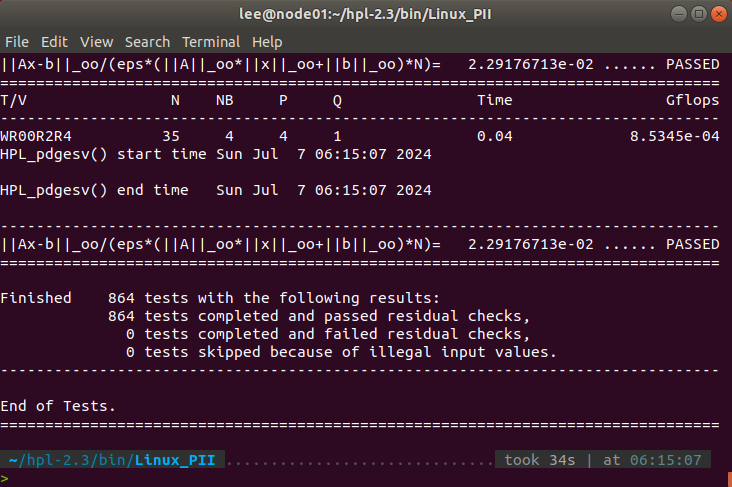 lee@node01:~/hpl-2.3/bin/Linux_PII
File Edit View Search Terminal Help
||Ax-b||_oo/(eps*(||A||_oo*||x||_oo+||b||_oo)*N)=   2.29176713e-02 ...... PASSED
================================================================================
T/V                N    NB     P     Q               Time                 Gflops
--------------------------------------------------------------------------------
WR00R2R4          35     4     4     1               0.04             8.5345e-04
HPL_pdgesv() start time Sun Jul  7 06:15:07 2024
HPL_pdgesv() end time   Sun Jul  7 06:15:07 2024
--------------------------------------------------------------------------------
||Ax-b||_oo/(eps*(||A||_oo*||x||_oo+||b||_oo)*N)=   2.29176713e-02 ...... PASSED
================================================================================
Finished    864 tests with the following results:
            864 tests completed and passed residual checks,
              0 tests completed and failed residual checks,
              0 tests skipped because of illegal input values.
--------------------------------------------------------------------------------
End of Tests.
================================================================================
~/hpl-2.3/bin/Linux_PII .............................. took 34s | at 06:15:07
>